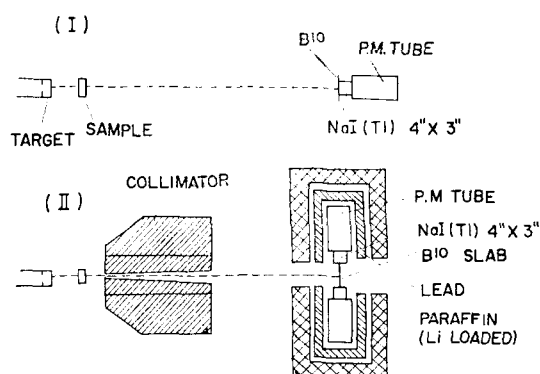 (I)
B10
P.M. TUBE
TARGET
SAMPLE
NaI(Tl) 4"X 3"
(II)
COLLIMATOR
P.M TUBE
NaI(Tl) 4"X 3"
B10 SLAB
LEAD
PARAFFIN
(Li LOADED)